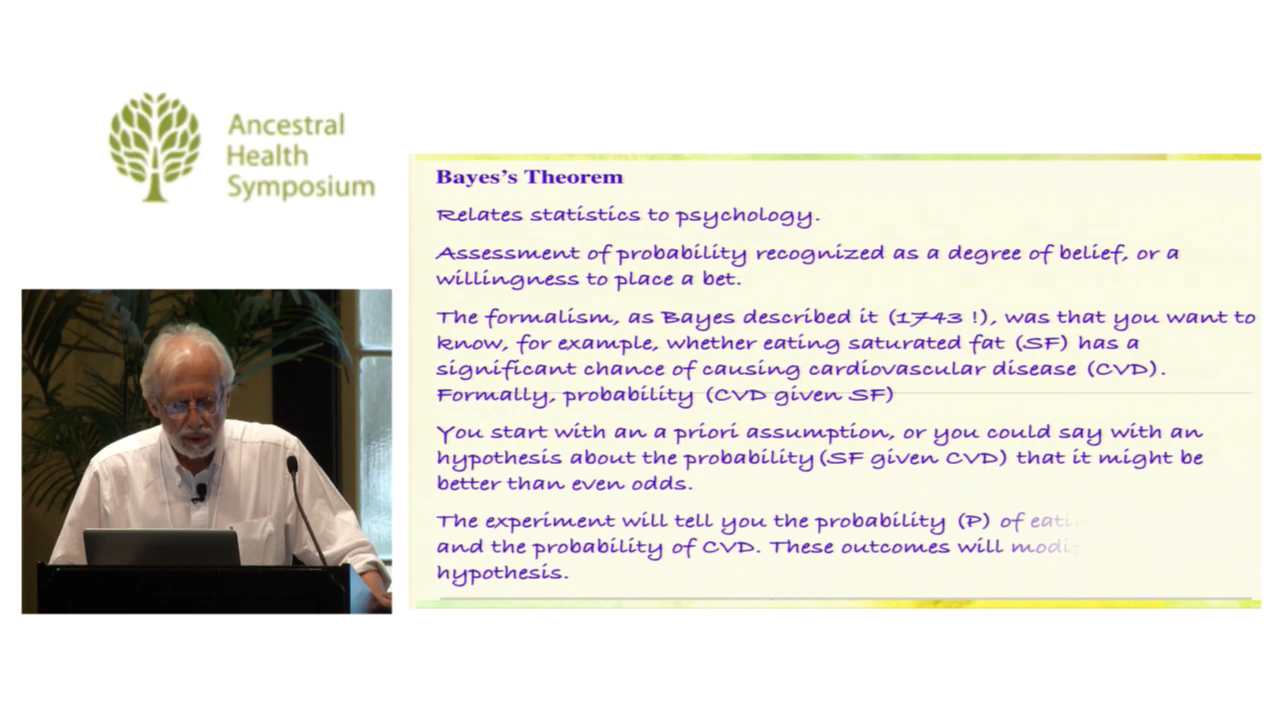 Ancestral
Health
Symposium
Bayes's Theorem
Relates statistics to psychology.
Assessment of probability recognized as a degree of belief, or a
willingness to place a bet.
The formalism, as Bayes described it (1743 !), was that you want to
know, for example, whether eating saturated fat (SF) has a
significant chance of causing cardiovascular disease (CVD).
Formally, probability (CVD given SF)
You start with an a priori assumption, or you could say with an
hypothesis about the probability (SF given CVD) that it might be
better than even odds.
The experiment will tell you the probability (P) of eati
and the probability of CVD. These outcomes will modif
hypothesis.